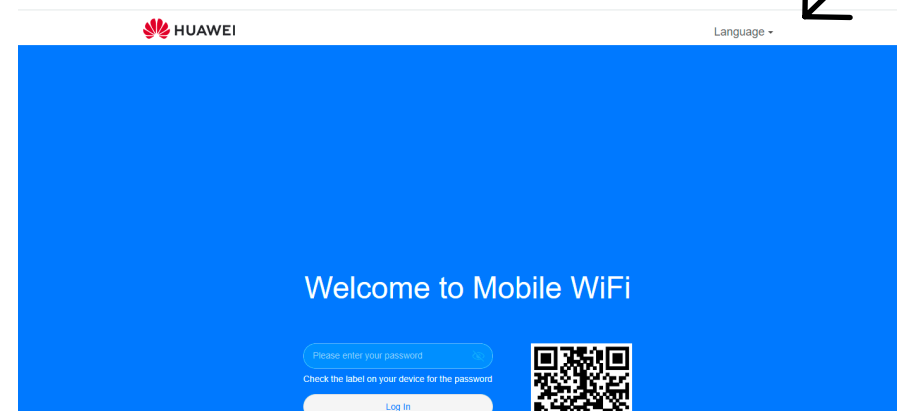 HUAWEI
Language
Welcome to Mobile WiFi
Please enter your password
Check the label on your device for the password
Log In